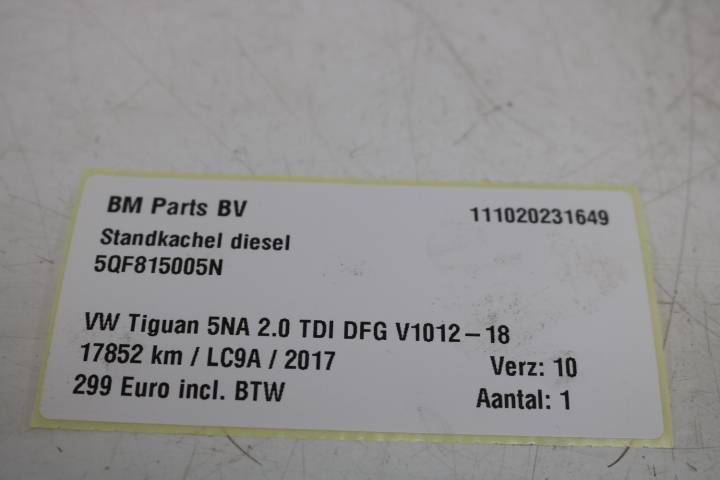 BM Parts BV 111020231649
Standkachel diesel
5QF815005N
VW Tiguan 5NA 2.0 TDI DFG V1012-18
17852 km / LC9A / 2017 Verz: 10
299 Euro incl. BTW Aantal: 1